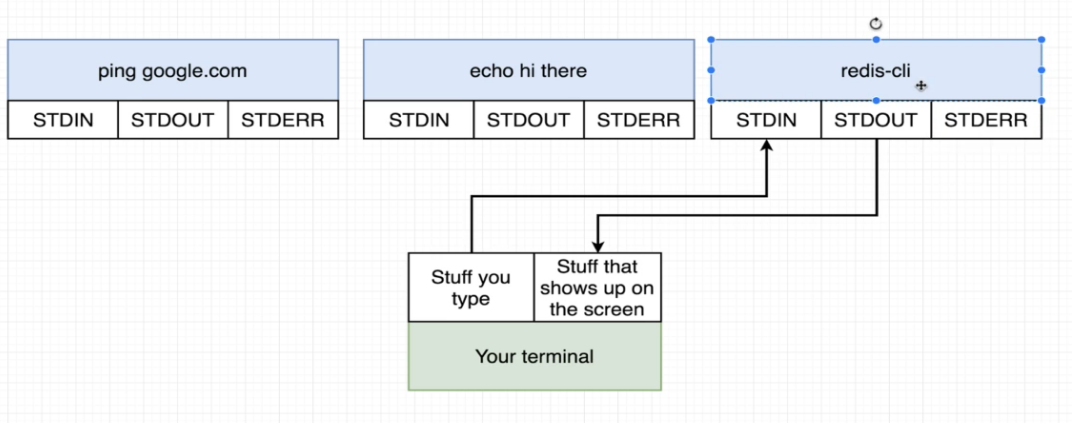 ping google.com
echo hi there
redis-cli
STDIN STDOUT STDERR
STDIN STDOUT STDERR
STDIN STDOUT STDERR
Stuff you
type
Stuff that
shows up on
the screen
Your terminal